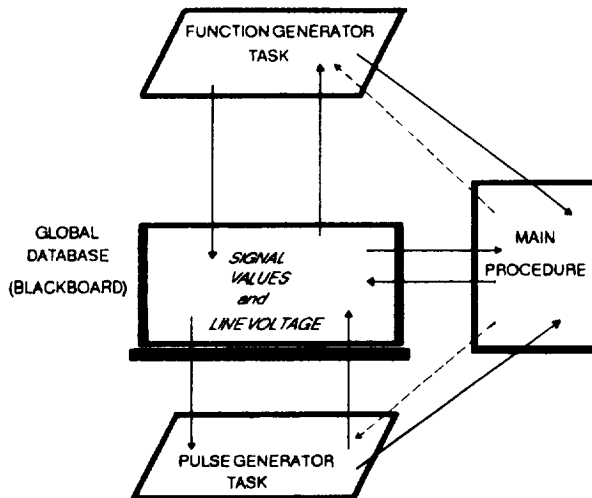 FUNCTION GENERATOR
TASK
GLOBAL
DATABASE
(BLACKBOARD)
SIGNAL
VALUES
and
LINE VOLTAGE
MAIN
PROCEDURE
PULSE GENERATOR
TASK